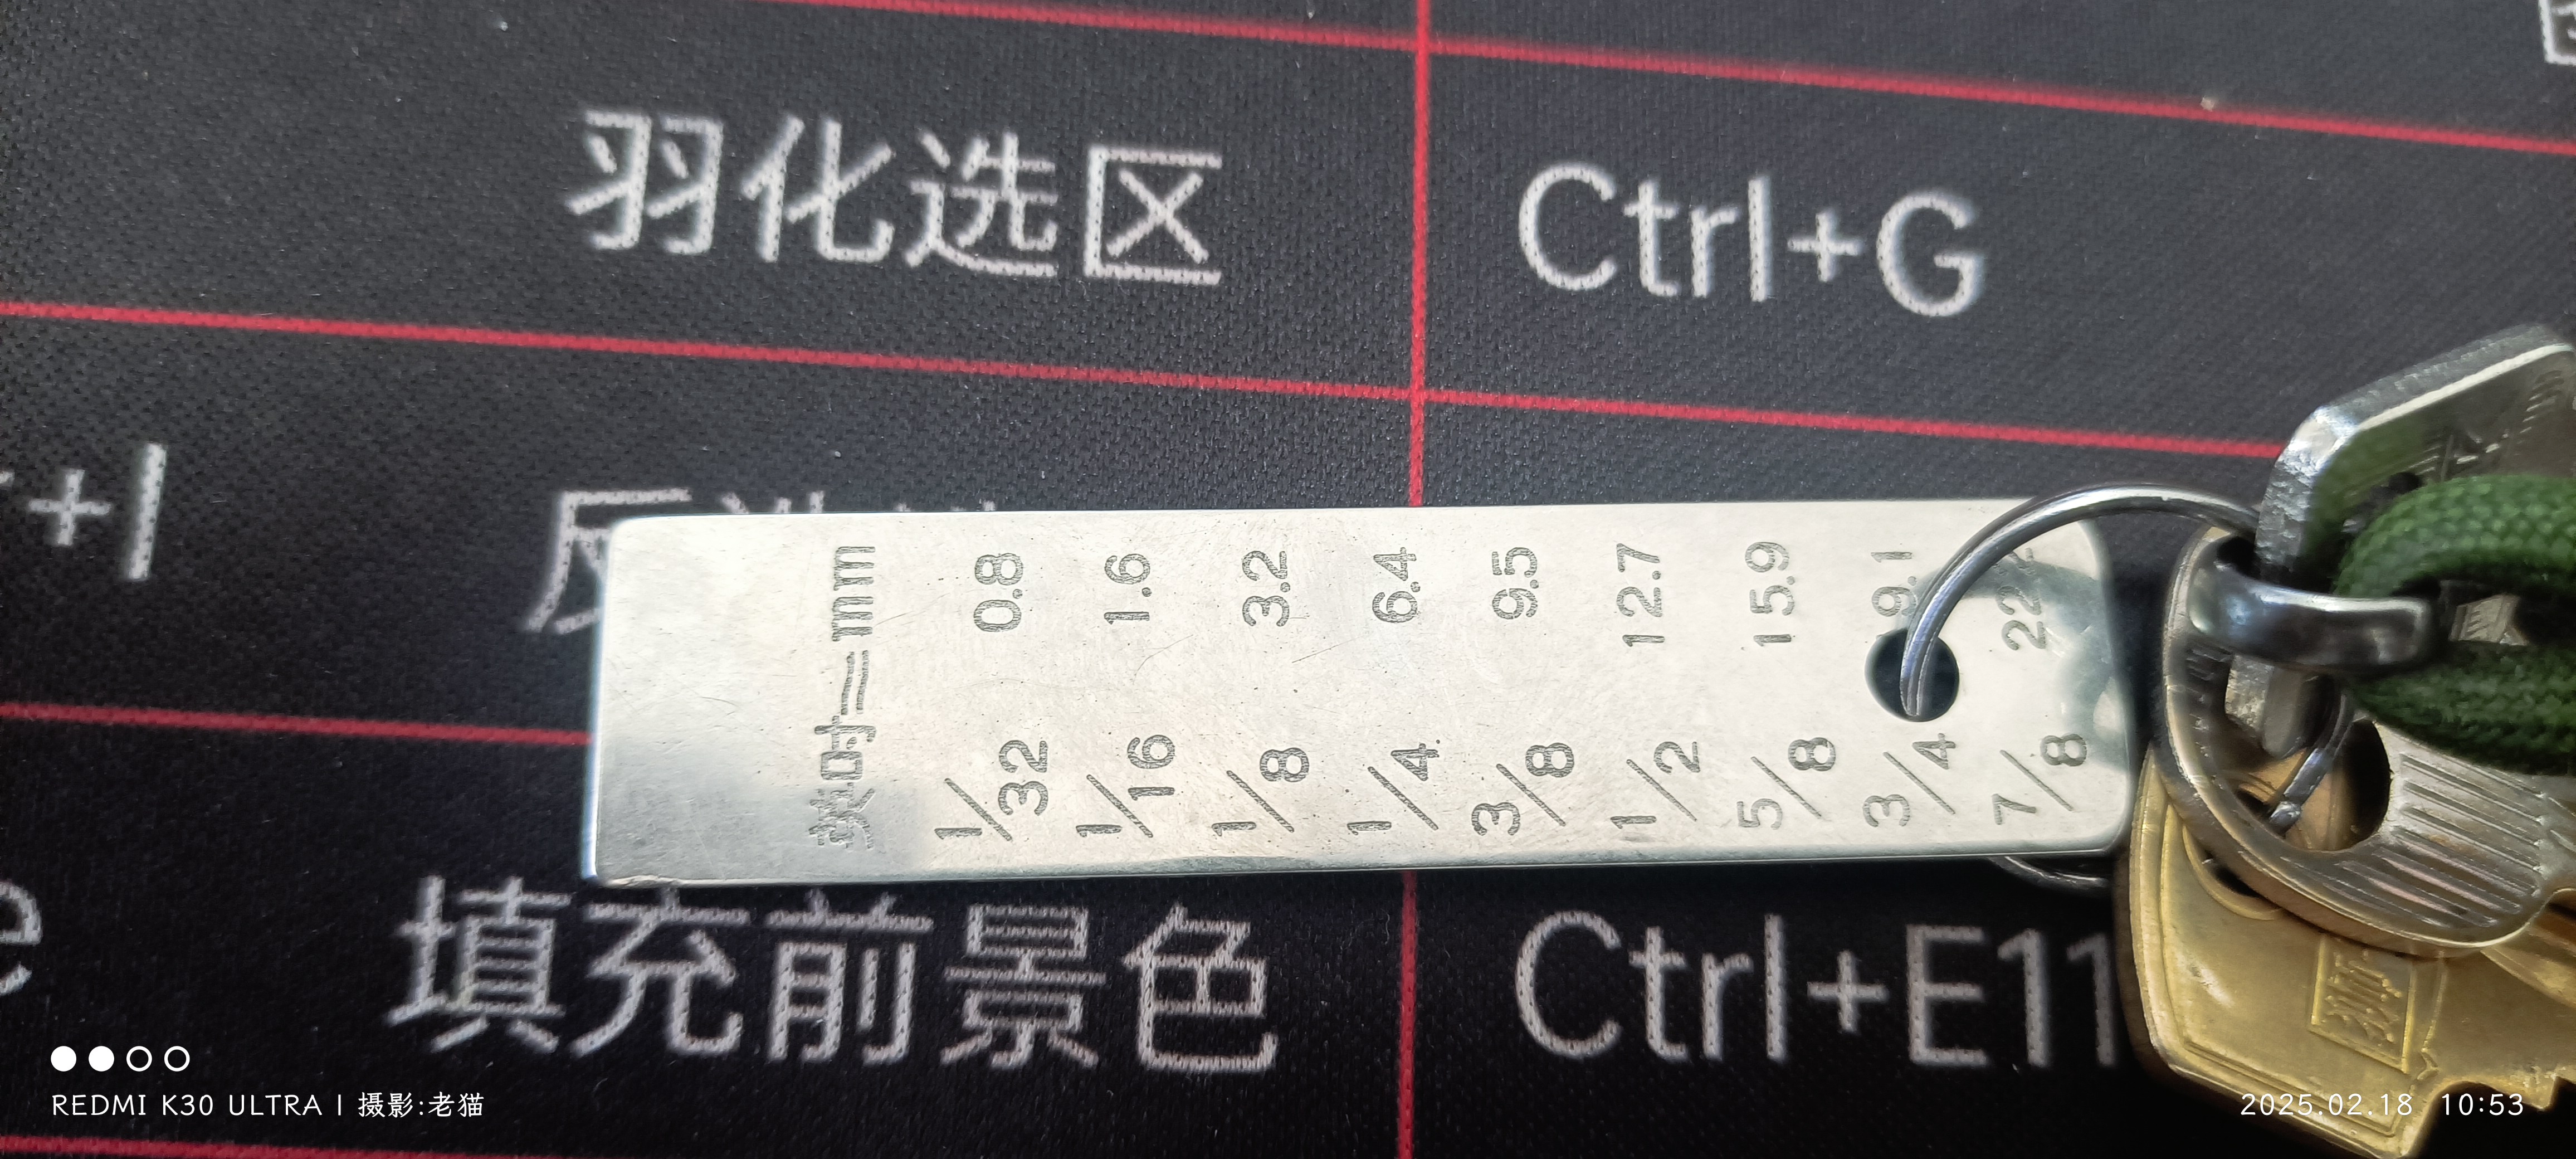 羽化选区 Ctrl+G
+I
填充前景色 Ctrl+E11
英吋＝mm
1/32 0.8
1/16 1.6
1/8 3.2
1/4 6.4
3/8 9.5
1/2 12.7
5/8 15.9
3/4 9.1
7/8 22
REDMI K30 ULTRA | 摄影:老猫
2025.02.18 10:53